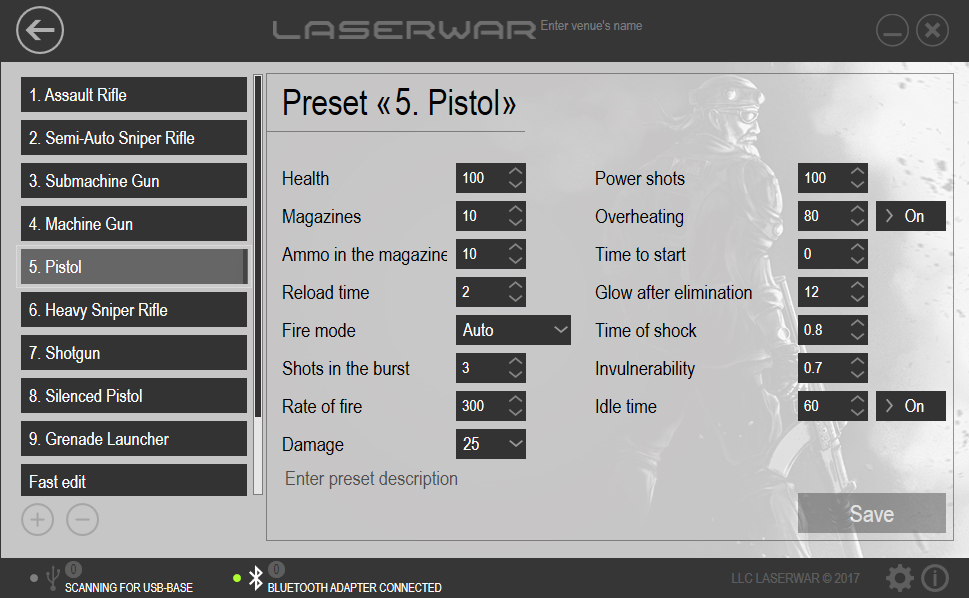 LASERWAR Enter venue's name
1. Assault Rifle
2. Semi-Auto Sniper Rifle
3. Submachine Gun
4. Machine Gun
5. Pistol
6. Heavy Sniper Rifle
7. Shotgun
8. Silenced Pistol
9. Grenade Launcher
Fast edit
Preset «5. Pistol»
Health 100
Magazines 10
Ammo in the magazine 10
Reload time 2
Fire mode Auto
Shots in the burst 3
Rate of fire 300
Damage 25
Enter preset description
Power shots 100
Overheating 80 On
Time to start 0
Glow after elimination 12
Time of shock 0.8
Invulnerability 0.7
Idle time 60 On
Save
0
SCANNING FOR USB-BASE
0
BLUETOOTH ADAPTER CONNECTED
LLC LASERWAR © 2017